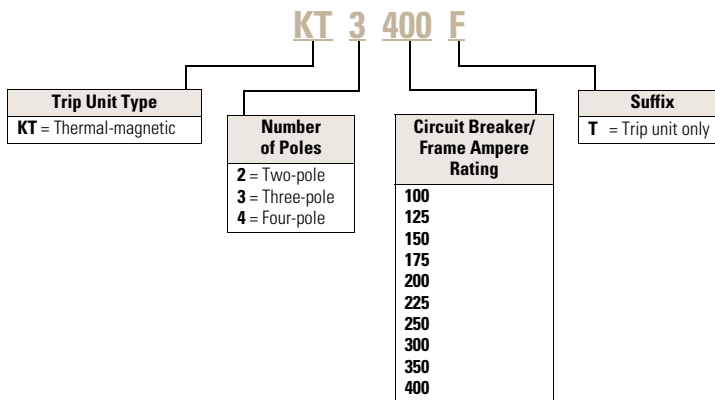 KT 3 400 F
Trip Unit Type
KT = Thermal-magnetic
Number
of Poles
2 = Two-pole
3 = Three-pole
4 = Four-pole
Circuit Breaker/
Frame Ampere
Rating
100
125
150
175
200
225
250
300
350
400
Suffix
T = Trip unit only